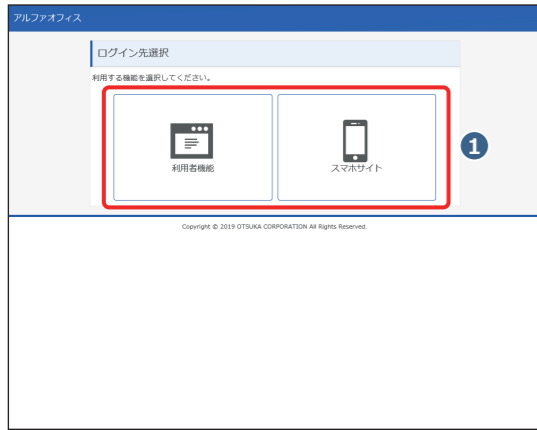 アルファオフィス
ログイン先選択
利用する機能を選択してください。
利用者機能
スマホサイト
1
Copyright © 2019 OTSUKA CORPORATION All Rights Reserved.